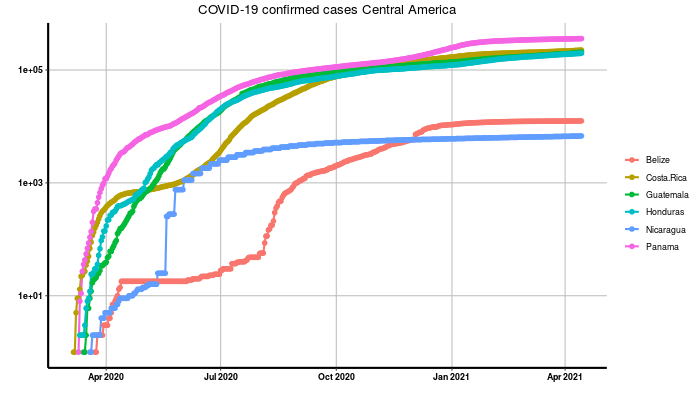 COVID-19 confirmed cases Central America
1e+05
1e+03
1e+01
Apr 2020
Jul 2020
Oct 2020
Jan 2021
Apr 2021
Belize
Costa.Rica
Guatemala
Honduras
Nicaragua
Panama